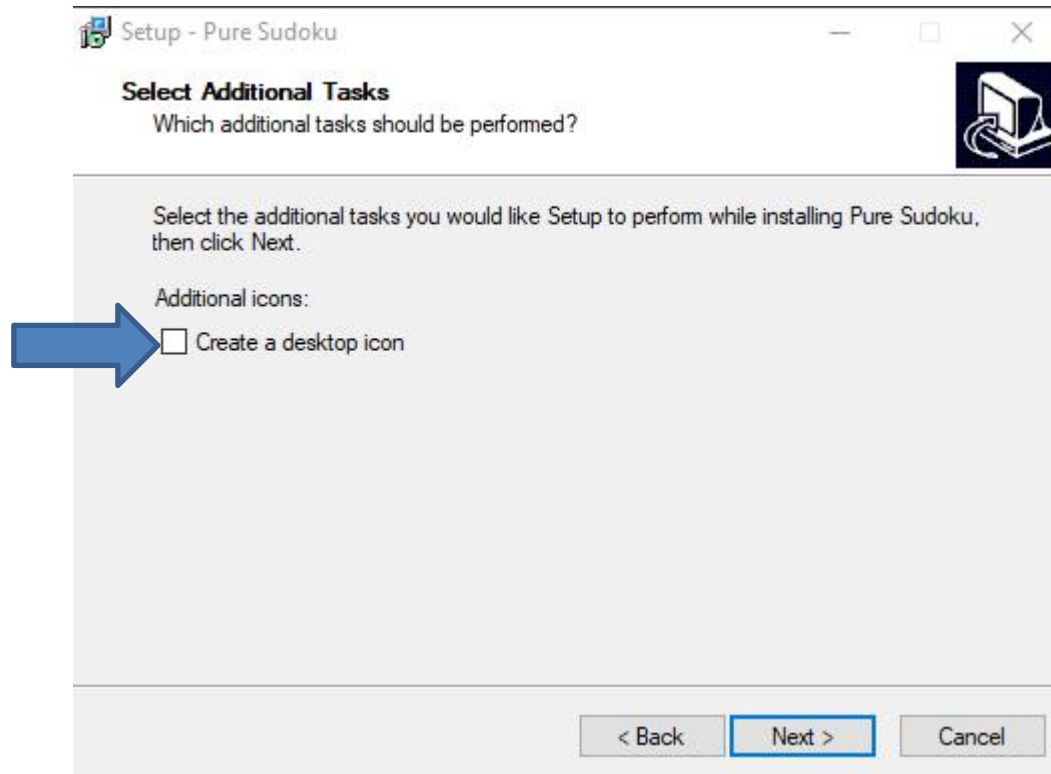 Setup - Pure Sudoku
Select Additional Tasks
Which additional tasks should be performed?
Select the additional tasks you would like Setup to perform while installing Pure Sudoku,
then click Next.
Additional icons:
Create a desktop icon
< Back Next > Cancel